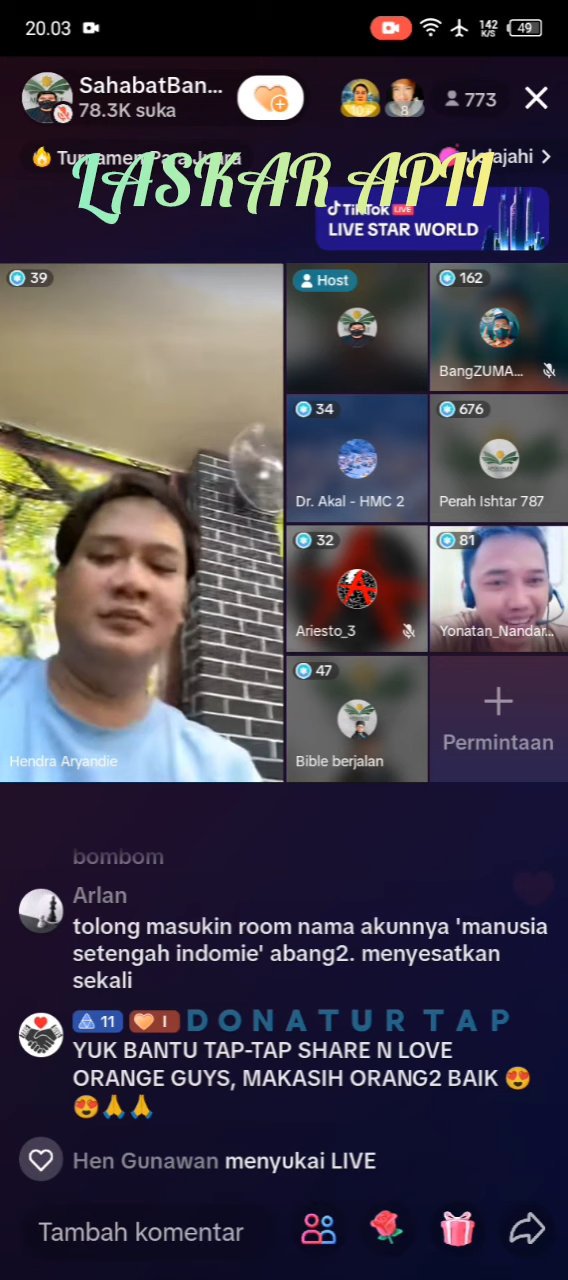 20.03
142
K/S
49
SahabatBan...
78.3K suka
8
773
Turnamen Para Juara
Jelajahi
LASKAR APII
TikTok LIVE
LIVE STAR WORLD
39
Host
162
BangZUMA...
34
676
Dr. Akal - HMC 2
Perah Ishtar 787
32
81
Ariesto_3
Yonatan_Nandar...
47
Hendra Aryandie
Bible berjalan
Permintaan
bombom
Arlan
tolong masukin room nama akunnya 'manusia
setengah indomie' abang2. menyesatkan
sekali
11 I DONATUR TAP
YUK BANTU TAP-TAP SHARE N LOVE
ORANGE GUYS, MAKASIH ORANG2 BAIK 😍
😍🙏🙏
Hen Gunawan menyukai LIVE
Tambah komentar